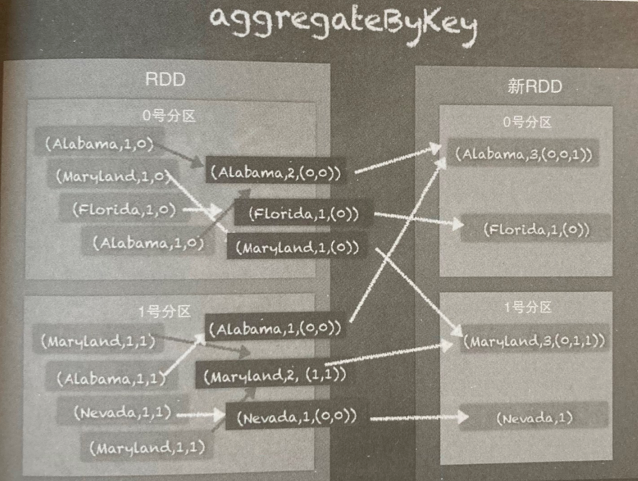 aggregateByKey
RDD
0号分区
(Alabama,1,0)
(Maryland,1,0)
(Florida,1,0)
(Alabama,1,0)
(Alabama,2,(0,0))
(Florida,1,(0))
(Maryland,1,(0))
1号分区
(Maryland,1,1)
(Alabama,1,1)
(Nevada,1,1)
(Maryland,1,1)
(Alabama,1,(0,0))
(Maryland,2, (1,1))
(Nevada,1,(0,0))
新RDD
0号分区
(Alabama,3,(0,0,1))
(Florida,1,(0))
1号分区
(Maryland,3,(0,1,1))
(Nevada,1)